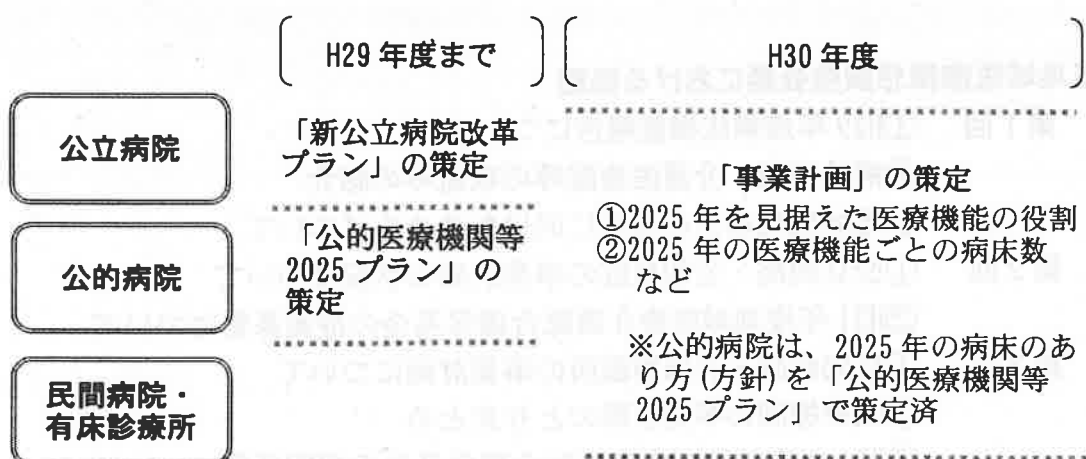 H29 年度まで
H30 年度
公立病院
「新公立病院改革
プラン」の策定
公的病院
「公的医療機関等
2025 プラン」の
策定
民間病院・
有床診療所
「事業計画」の策定
①2025 年を見据えた医療機能の役割
②2025 年の医療機能ごとの病床数
など
※公的病院は、2025 年の病床のあ
り方(方針)を「公的医療機関等
2025 プラン」で策定済